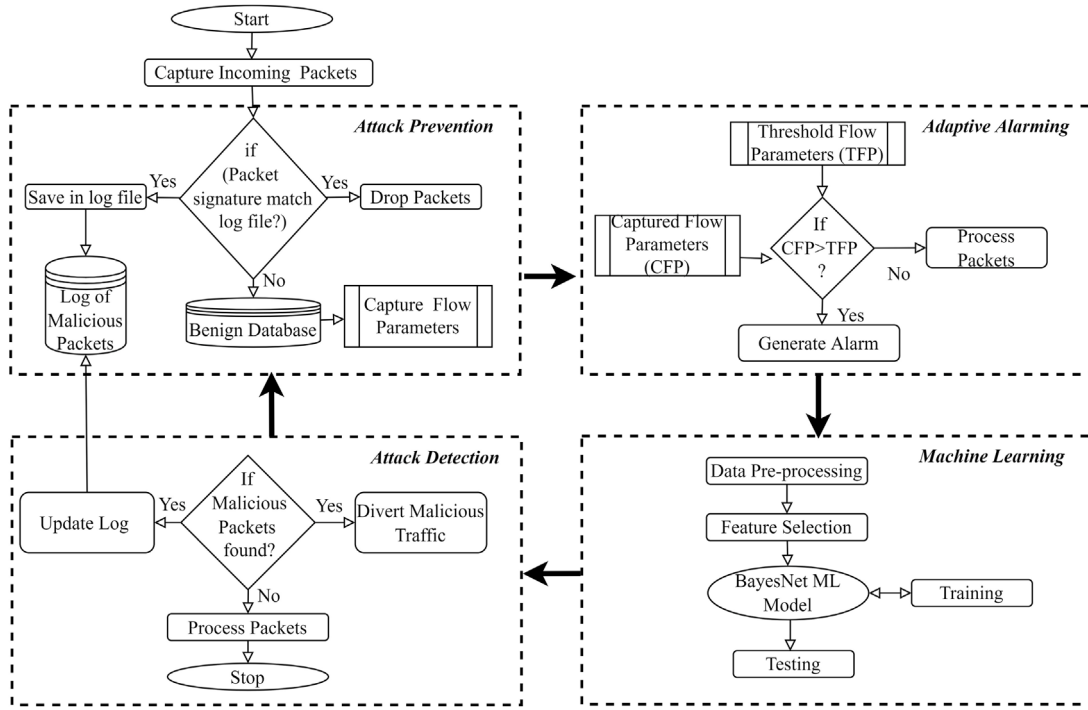 Start
Capture Incoming Packets
Attack Prevention
if
(Packet
signature match
log file?)
Yes
Yes
Save in log file
Drop Packets
No
Log of
Malicious
Packets
Benign Database
Capture Flow
Parameters
Adaptive Alarming
Threshold Flow
Parameters (TFP)
Captured Flow
Parameters
(CFP)
If
CFP>TFP
?
No
Process
Packets
Yes
Generate Alarm
Attack Detection
If
Malicious
Packets
found?
Yes
Yes
Update Log
Divert Malicious
Traffic
No
Process Packets
Stop
Machine Learning
Data Pre-processing
Feature Selection
BayesNet ML
Model
Training
Testing